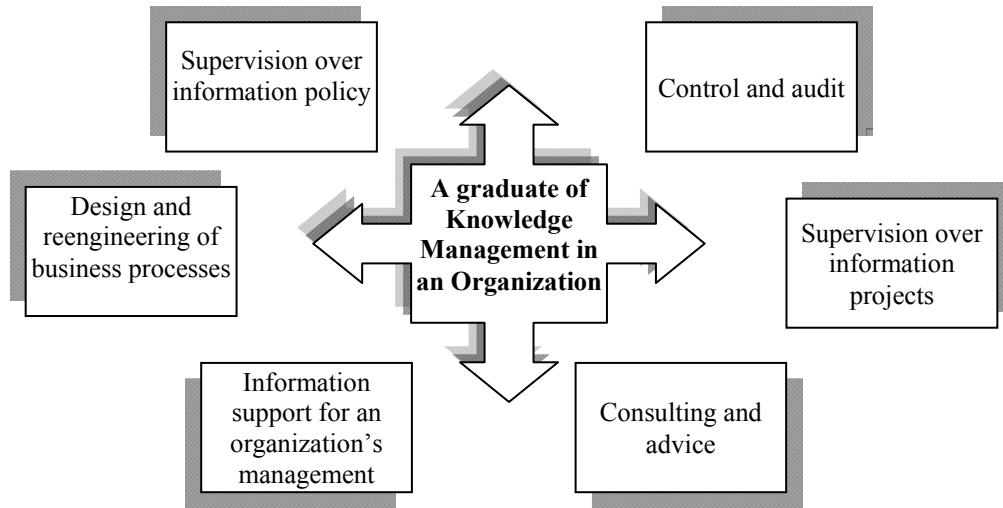 Supervision over
information policy
Control and audit
Design and
reengineering of
business processes
A graduate of
Knowledge
Management in
an Organization
Supervision over
information
projects
Information
support for an
organization’s
management
Consulting and
advice